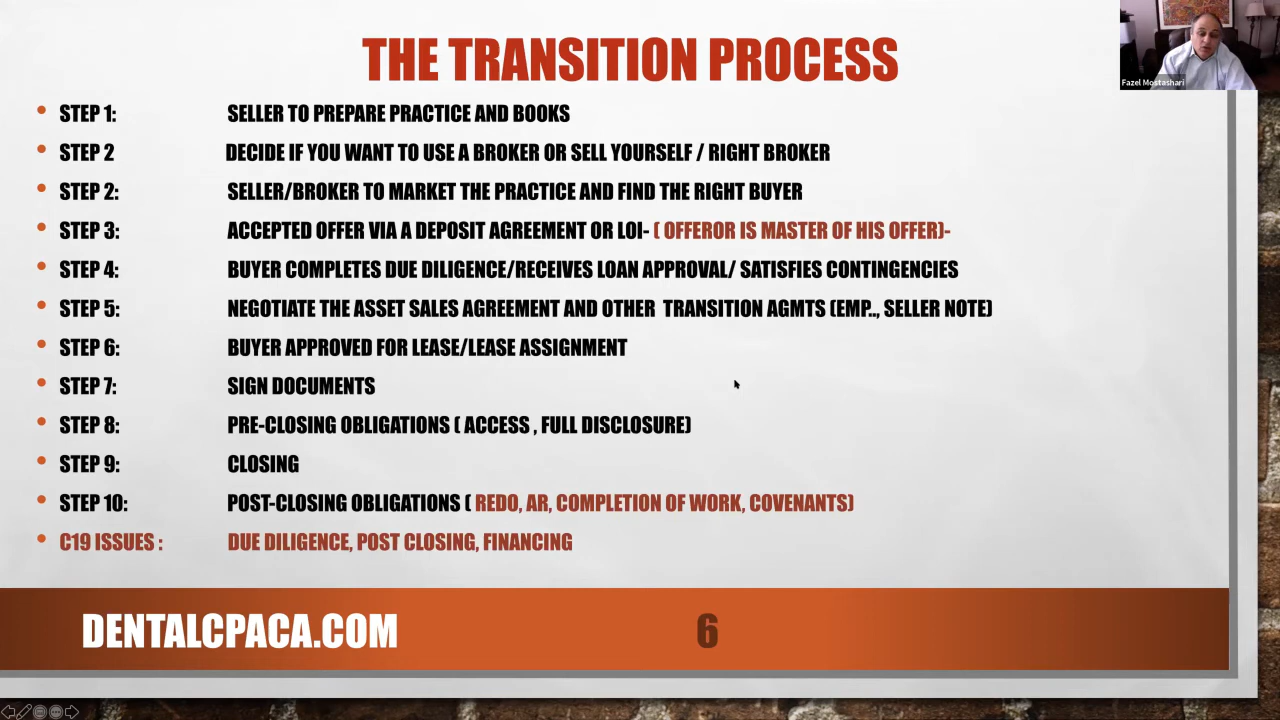 THE TRANSITION PROCESS
Fazel Mostashari
• STEP 1: SELLER TO PREPARE PRACTICE AND BOOKS
• STEP 2 DECIDE IF YOU WANT TO USE A BROKER OR SELL YOURSELF / RIGHT BROKER
• STEP 2: SELLER/BROKER TO MARKET THE PRACTICE AND FIND THE RIGHT BUYER
• STEP 3: ACCEPTED OFFER VIA A DEPOSIT AGREEMENT OR LOI- ( OFFEROR IS MASTER OF HIS OFFER)-
• STEP 4: BUYER COMPLETES DUE DILIGENCE/RECEIVES LOAN APPROVAL/ SATISFIES CONTINGENCIES
• STEP 5: NEGOTIATE THE ASSET SALES AGREEMENT AND OTHER TRANSITION AGMTS (EMP.., SELLER NOTE)
• STEP 6: BUYER APPROVED FOR LEASE/LEASE ASSIGNMENT
• STEP 7: SIGN DOCUMENTS
• STEP 8: PRE-CLOSING OBLIGATIONS ( ACCESS , FULL DISCLOSURE)
• STEP 9: CLOSING
• STEP 10: POST-CLOSING OBLIGATIONS ( REDO, AR, COMPLETION OF WORK, COVENANTS)
• C19 ISSUES : DUE DILIGENCE, POST CLOSING, FINANCING
DENTALCPACA.COM
6